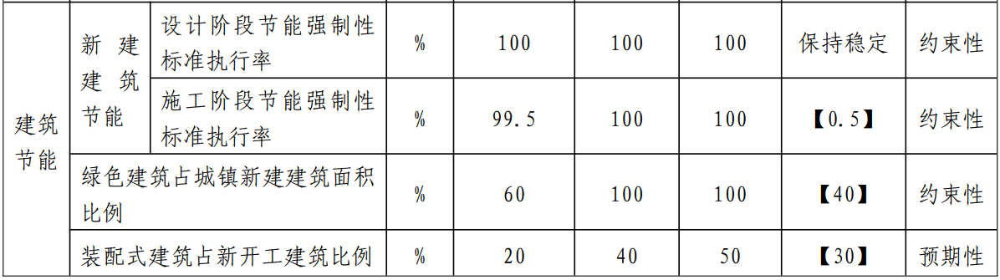 建筑
节能
新建
建筑
节能
设计阶段节能强制性
标准执行率
%
100
100
100
保持稳定
约束性
施工阶段节能强制性
标准执行率
%
99.5
100
100
【0.5】
约束性
绿色建筑占城镇新建建筑面积
比例
%
60
100
100
【40】
约束性
装配式建筑占新开工建筑比例
%
20
40
50
【30】
预期性